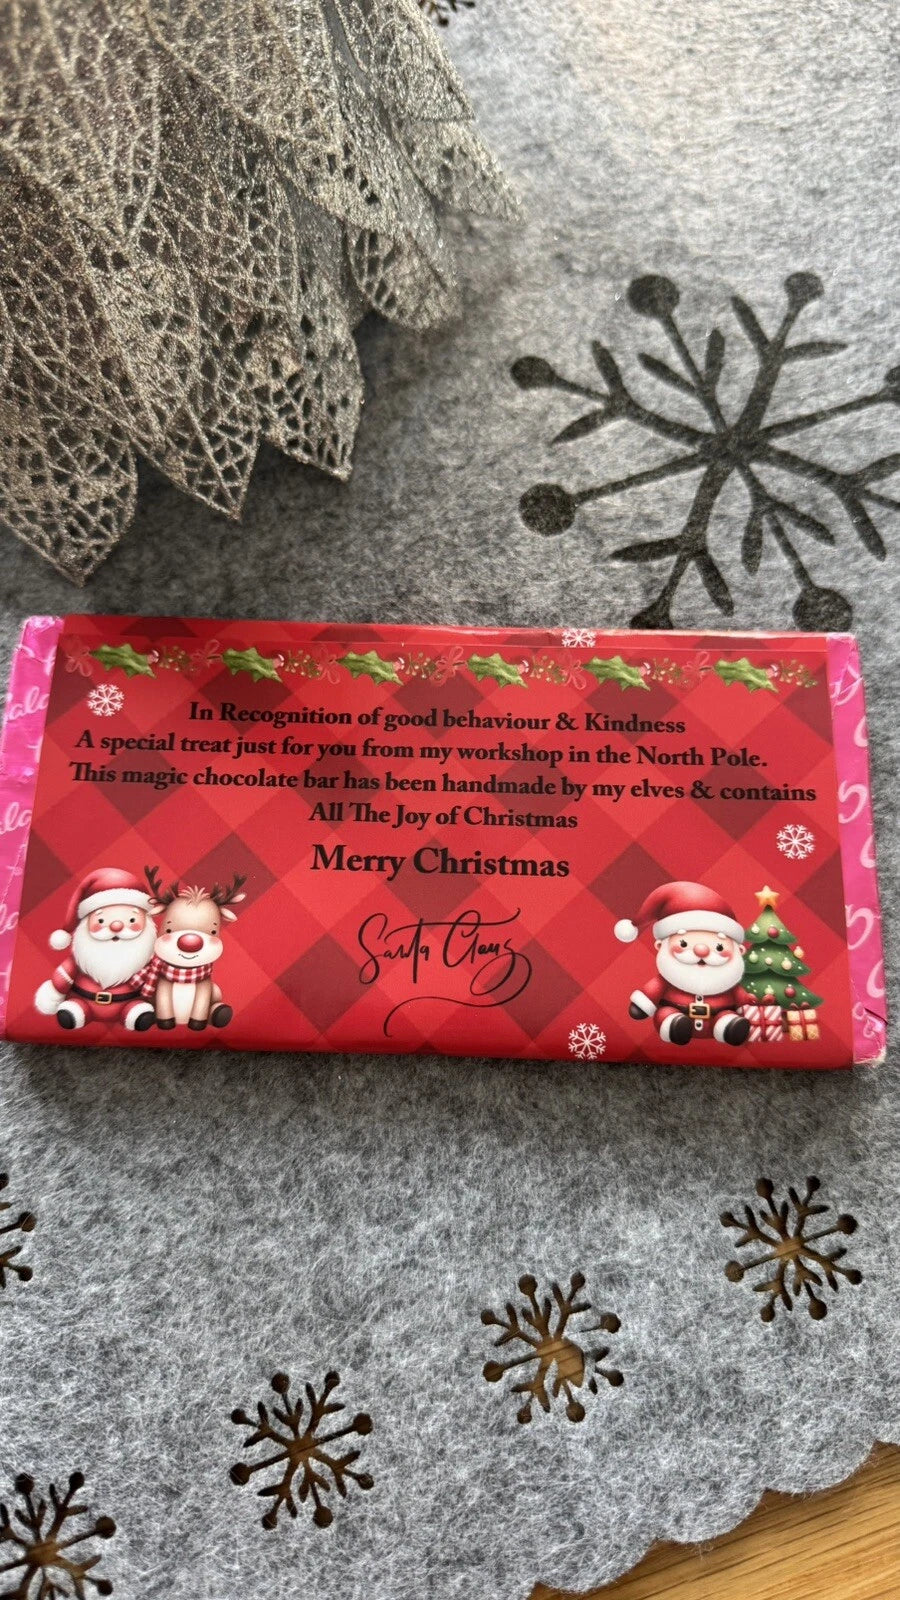 In Recognition of good behaviour & Kindness
A special treat just for you from my workshop in the North Pole.
This magic chocolate bar has been handmade by my elves & contains
All The Joy of Christmas
Merry Christmas
Santa Claus